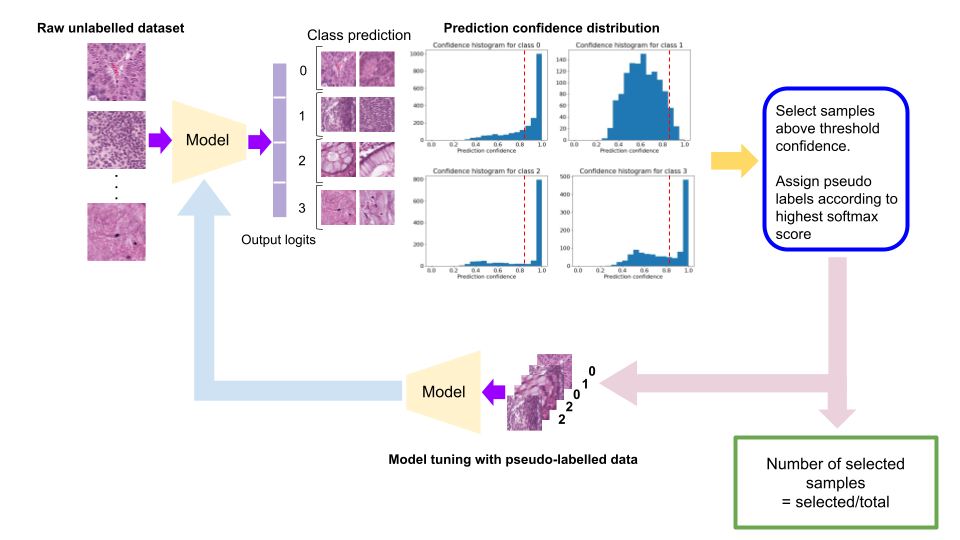 Raw unlabelled dataset
Model
Output logits
Class prediction
0
1
2
3
Prediction confidence distribution
Confidence histogram for class 0
1000
800
600
400
200
0
0.0 0.2 0.4 0.6 0.8 1.0
Prediction confidence
Confidence histogram for class 1
140
120
100
80
60
40
20
0
0.0 0.2 0.4 0.6 0.8 1.0
Prediction confidence
Confidence histogram for class 2
800
600
400
200
0
0.0 0.2 0.4 0.6 0.8 1.0
Prediction confidence
Confidence histogram for class 3
500
400
300
200
100
0
0.0 0.2 0.4 0.6 0.8 1.0
Prediction confidence
Select samples
above threshold
confidence.
Assign pseudo
labels according to
highest softmax
score
Model
0
1
0
2
2
Model tuning with pseudo-labelled data
Number of selected
samples
= selected/total